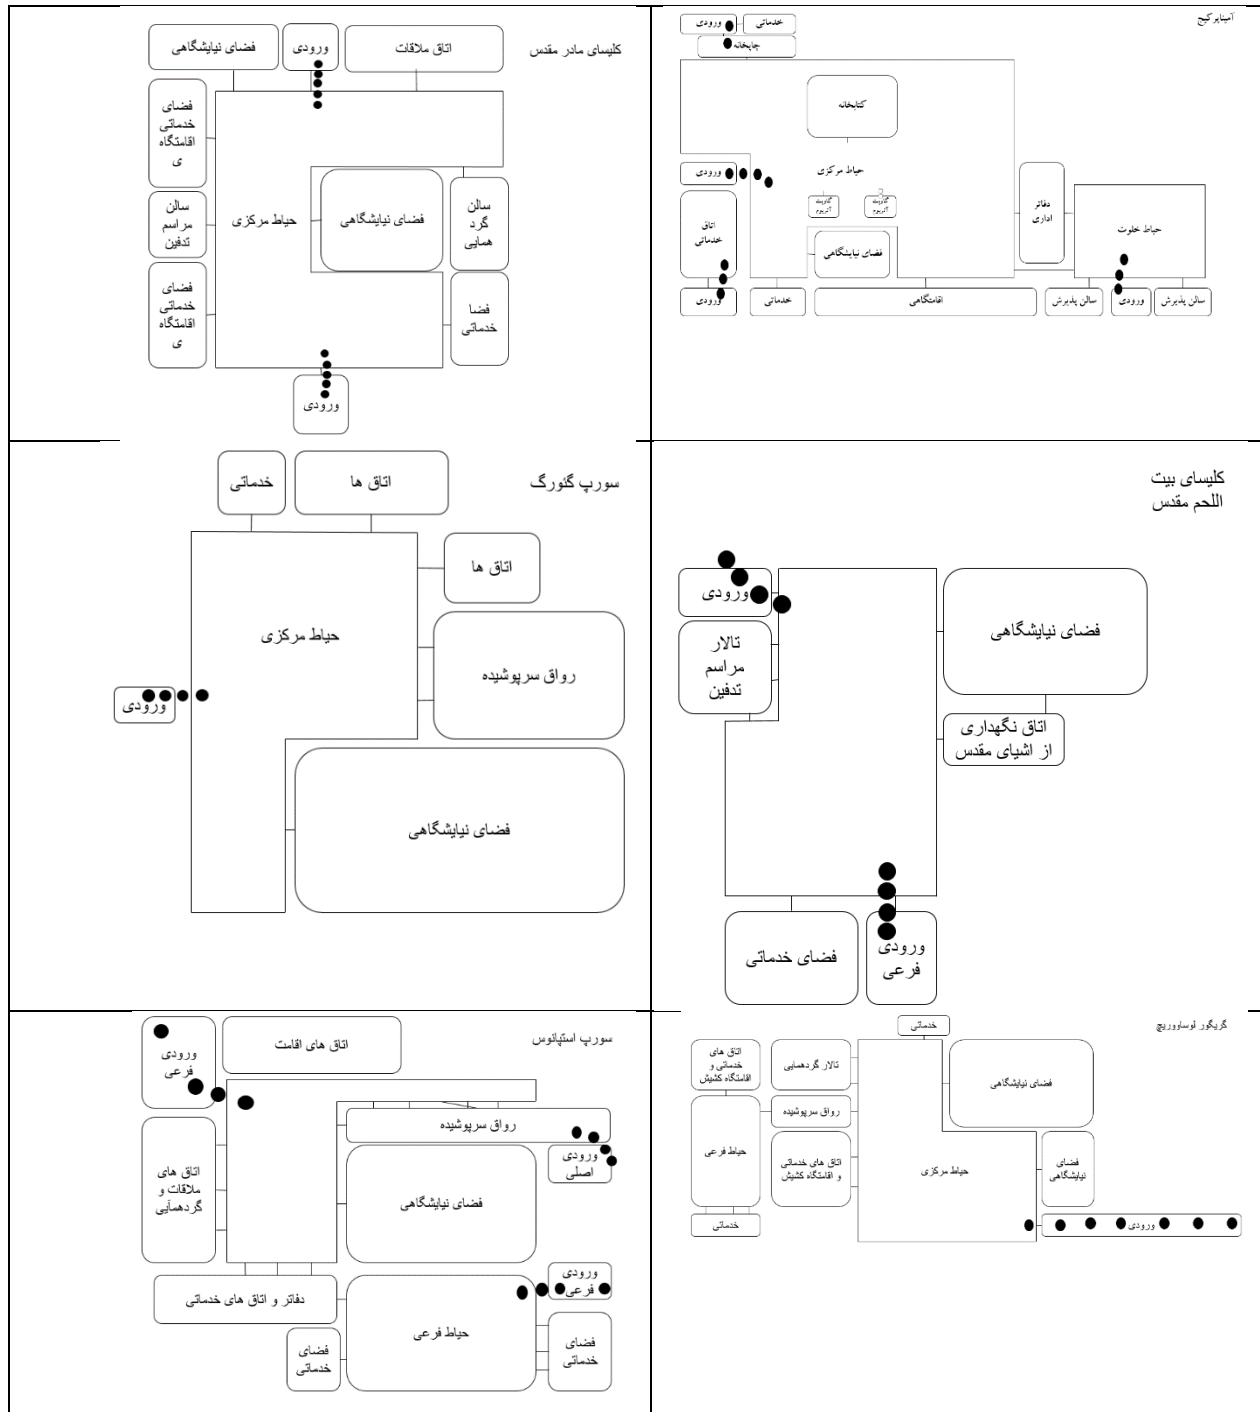 آمیناپرکیچ
ورودی
خدماتی
چاپخانه
کتابخانه
ورودی
حیاط مرکزی
دفاتر
اداری
حیاط خلوت
اتاق
خدماتی
فضای نیایشگاهی
ورودی
خدماتی
اقامتگاهی
سالن پذیرش
ورودی
سالن پذیرش
کلیسای مادر مقدس
فضای نیایشگاهی
ورودی
اتاق ملاقات
فضای
خدماتی
اقامتگاه
ی
سالن
مراسم
تدفین
حیاط مرکزی
فضای نیایشگاهی
سالن
گرد
همایی
فضای
خدماتی
اقامتگاه
ی
فضا
خدماتی
ورودی
کلیسای بیت
اللحم مقدس
ورودی
فضای نیایشگاهی
تالار
مراسم
تدفین
اتاق نگهداری
از اشیای مقدس
فضای خدماتی
ورودی
فرعی
سورپ گئورگ
خدماتی
اتاق ها
اتاق ها
حیاط مرکزی
رواق سرپوشیده
ورودی
فضای نیایشگاهی
گریگور لوساووریچ
خدماتی
اتاق های
خدماتی و
اقامتگاه کشیش
تالار گردهمایی
فضای نیایشگاهی
رواق سرپوشیده
حیاط فرعی
اتاق های خدماتی
و اقامتگاه کشیش
حیاط مرکزی
فضای
نیایشگاهی
خدماتی
ورودی
سورپ استپانوس
ورودی
فرعی
اتاق های اقامت
رواق سرپوشیده
ورودی
اصلی
اتاق های
ملاقات و
گردهمآیی
فضای نیایشگاهی
دفاتر و اتاق های خدماتی
ورودی
فرعی
حیاط فرعی
فضای
خدماتی
فضای
خدماتی